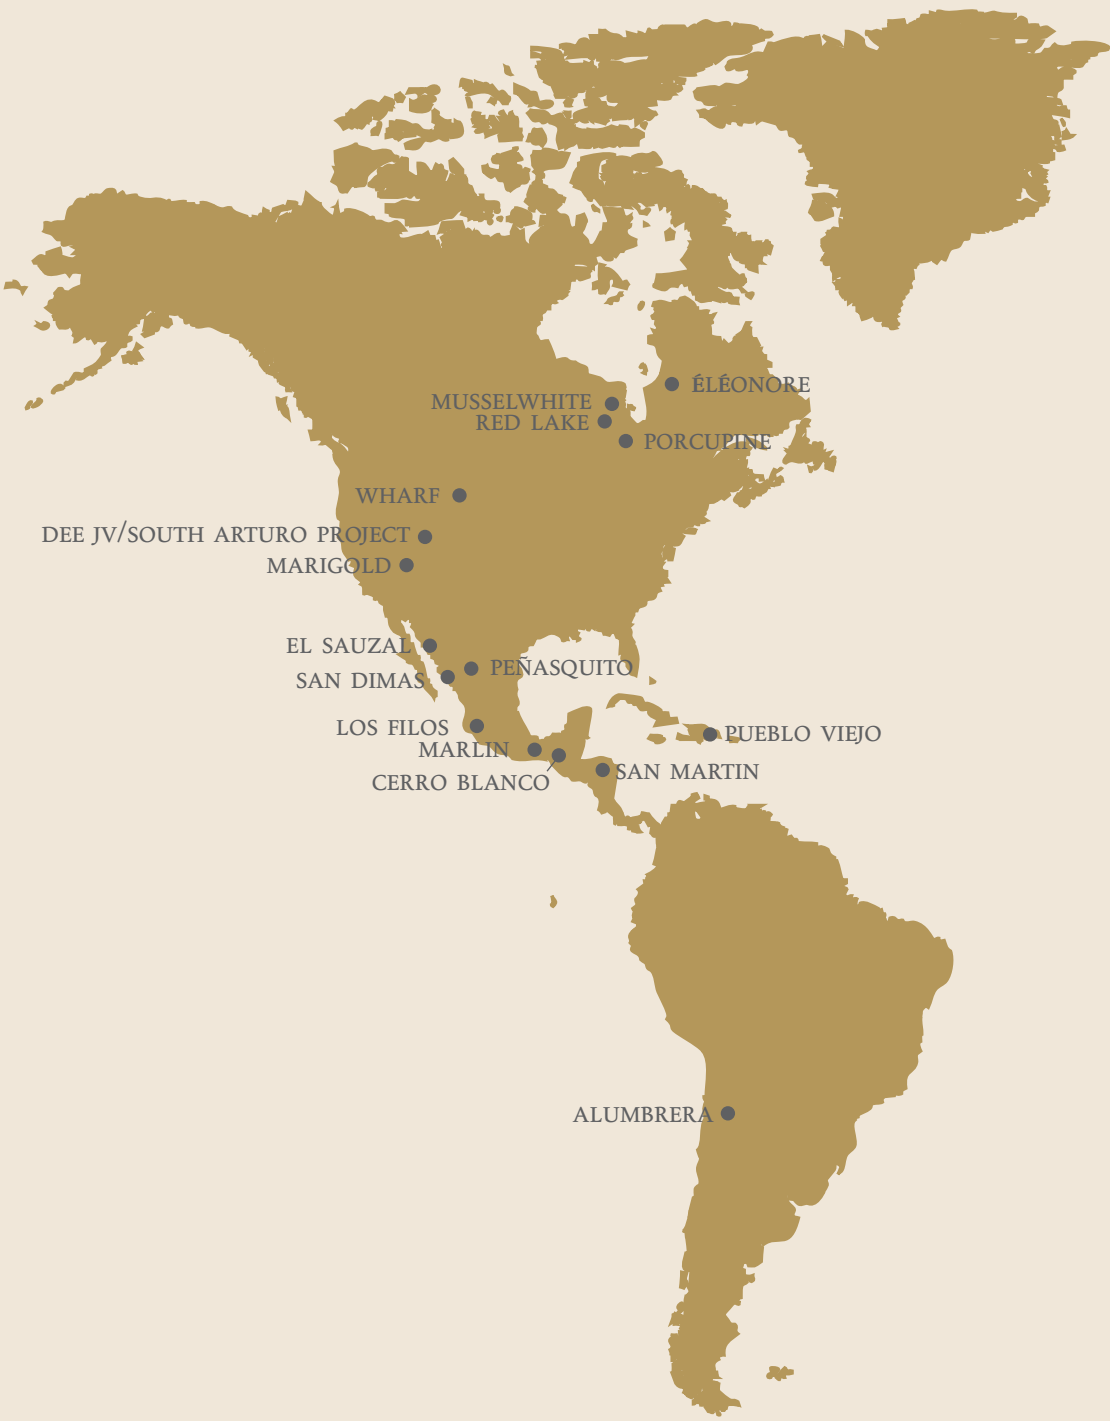 ÉLÉONORE
MUSSELWHITE
RED LAKE
PORCUPINE
WHARF
DEE JV/SOUTH ARTURO PROJECT
MARIGOLD
EL SAUZAL
PEÑASQUITO
SAN DIMAS
LOS FILOS
PUEBLO VIEJO
MARLIN
SAN MARTIN
CERRO BLANCO
ALUMBRERA